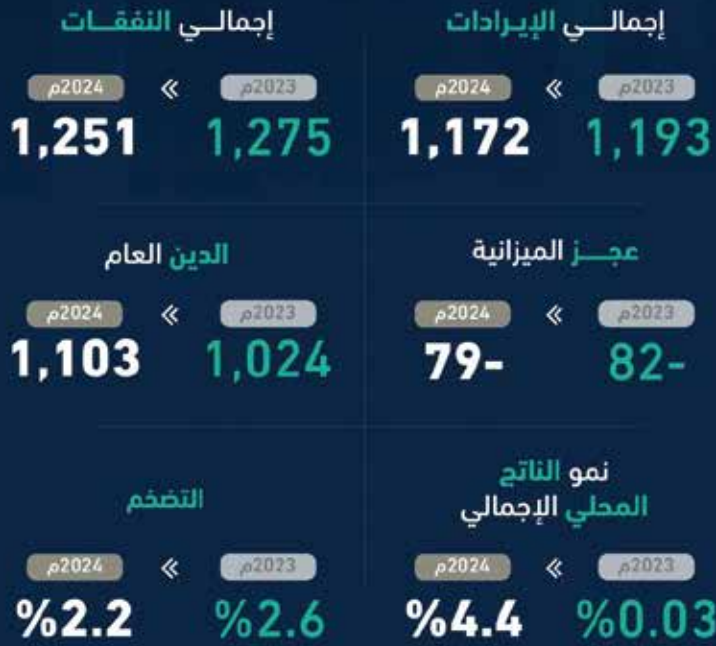 إجمالـــي الإيـرادات
2023م » 2024م
1,193 1,172
إجمالـــي النفقـــات
2023م » 2024م
1,275 1,251
عجـــز الميزانية
2023م » 2024م
82- 79-
الدين العام
2023م » 2024م
1,024 1,103
نمو الناتج
المحلي الإجمالي
2023م » 2024م
%0.03 %4.4
التضخم
2023م » 2024م
%2.6 %2.2